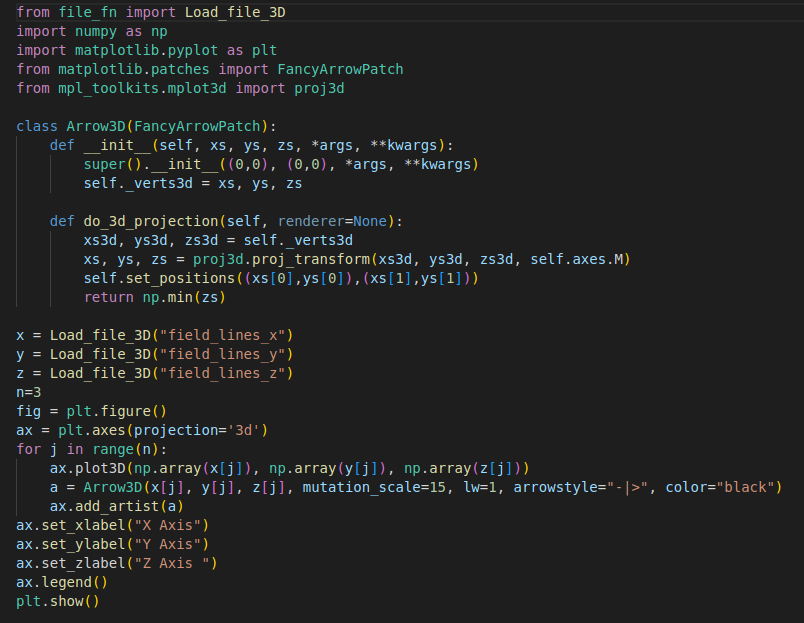 from file_fn import Load_file_3D
import numpy as np
import matplotlib.pyplot as plt
from matplotlib.patches import FancyArrowPatch
from mpl_toolkits.mplot3d import proj3d

class Arrow3D(FancyArrowPatch):
    def __init__(self, xs, ys, zs, *args, **kwargs):
        super().__init__((0,0), (0,0), *args, **kwargs)
        self._verts3d = xs, ys, zs

    def do_3d_projection(self, renderer=None):
        xs3d, ys3d, zs3d = self._verts3d
        xs, ys, zs = proj3d.proj_transform(xs3d, ys3d, zs3d, self.axes.M)
        self.set_positions((xs[0],ys[0]),(xs[1],ys[1]))
        return np.min(zs)

x = Load_file_3D("field_lines_x")
y = Load_file_3D("field_lines_y")
z = Load_file_3D("field_lines_z")
n=3
fig = plt.figure()
ax = plt.axes(projection='3d')
for j in range(n):
    ax.plot3D(np.array(x[j]), np.array(y[j]), np.array(z[j]))
    a = Arrow3D(x[j], y[j], z[j], mutation_scale=15, lw=1, arrowstyle="-|>", color="black")
    ax.add_artist(a)
ax.set_xlabel("X Axis")
ax.set_ylabel("Y Axis")
ax.set_zlabel("Z Axis ")
ax.legend()
plt.show()